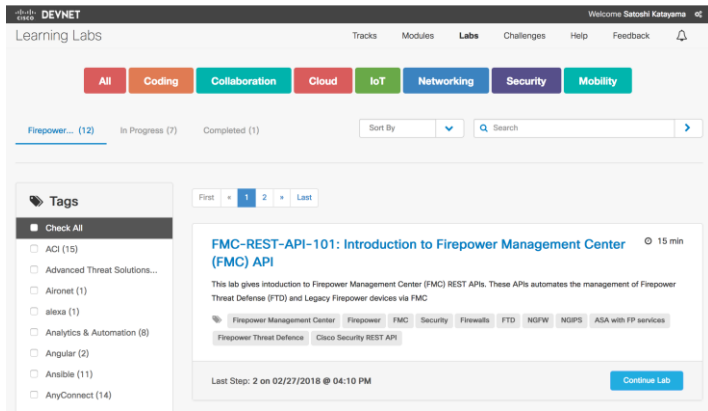 cisco DEVNET
Welcome Satoshi Katayama
Learning Labs
Tracks Modules Labs Challenges Help Feedback
All Coding Collaboration Cloud IoT Networking Security Mobility
Firepower... (12) In Progress (7) Completed (1)
Sort By
Search
Tags
Check All
ACI (15)
Advanced Threat Solutions...
Aironet (1)
alexa (1)
Analytics & Automation (8)
Angular (2)
Ansible (11)
AnyConnect (14)
First « 1 2 » Last
FMC-REST-API-101: Introduction to Firepower Management Center
(FMC) API
15 min
This lab gives intoduction to Firepower Management Center (FMC) REST APIs. These APIs automates the management of Firepower
Threat Defense (FTD) and Legacy Firepower devices via FMC
Firepower Management Center Firepower FMC Security Firewalls FTD NGFW NGIPS ASA with FP services
Firepower Threat Defence Cisco Security REST API
Last Step: 2 on 02/27/2018 @ 04:10 PM
Continue Lab